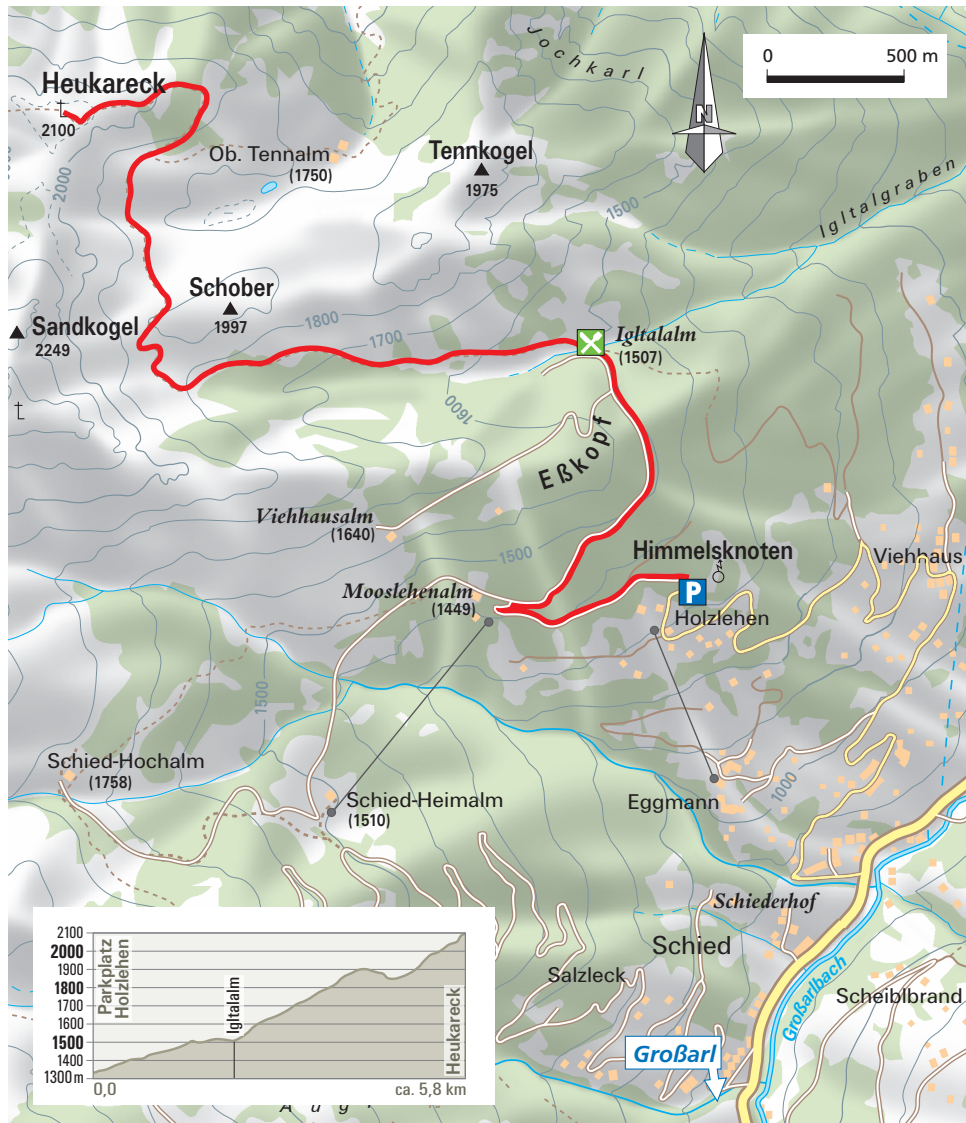 Jochkarl
0 500 m
Heukareck
2100
N
Ob. Tennalm
(1750)
Tennkogel
1975
2000
1500
Igltalgraben
Schober
1997
1800
1700
Sandkogel
2249
Igltalalm
(1507)
1600
Eßkopf
Viehhausalm
(1640)
1500
Himmelsknoten
Viehhaus
Mooslehenalm
(1449)
P
Holzlehen
1500
Schied-Hochalm
(1758)
Schied-Heimalm
(1510)
Eggmann
1000
Schiederhof
Schied
Salzleck
Großarlbach
Scheiblbrand
Großarl
2100
2000
1900
1800
1700
1600
1500
1400
1300 m
Parkplatz
Holzlehen
Igltalalm
Heukareck
0,0 ca. 5,8 km